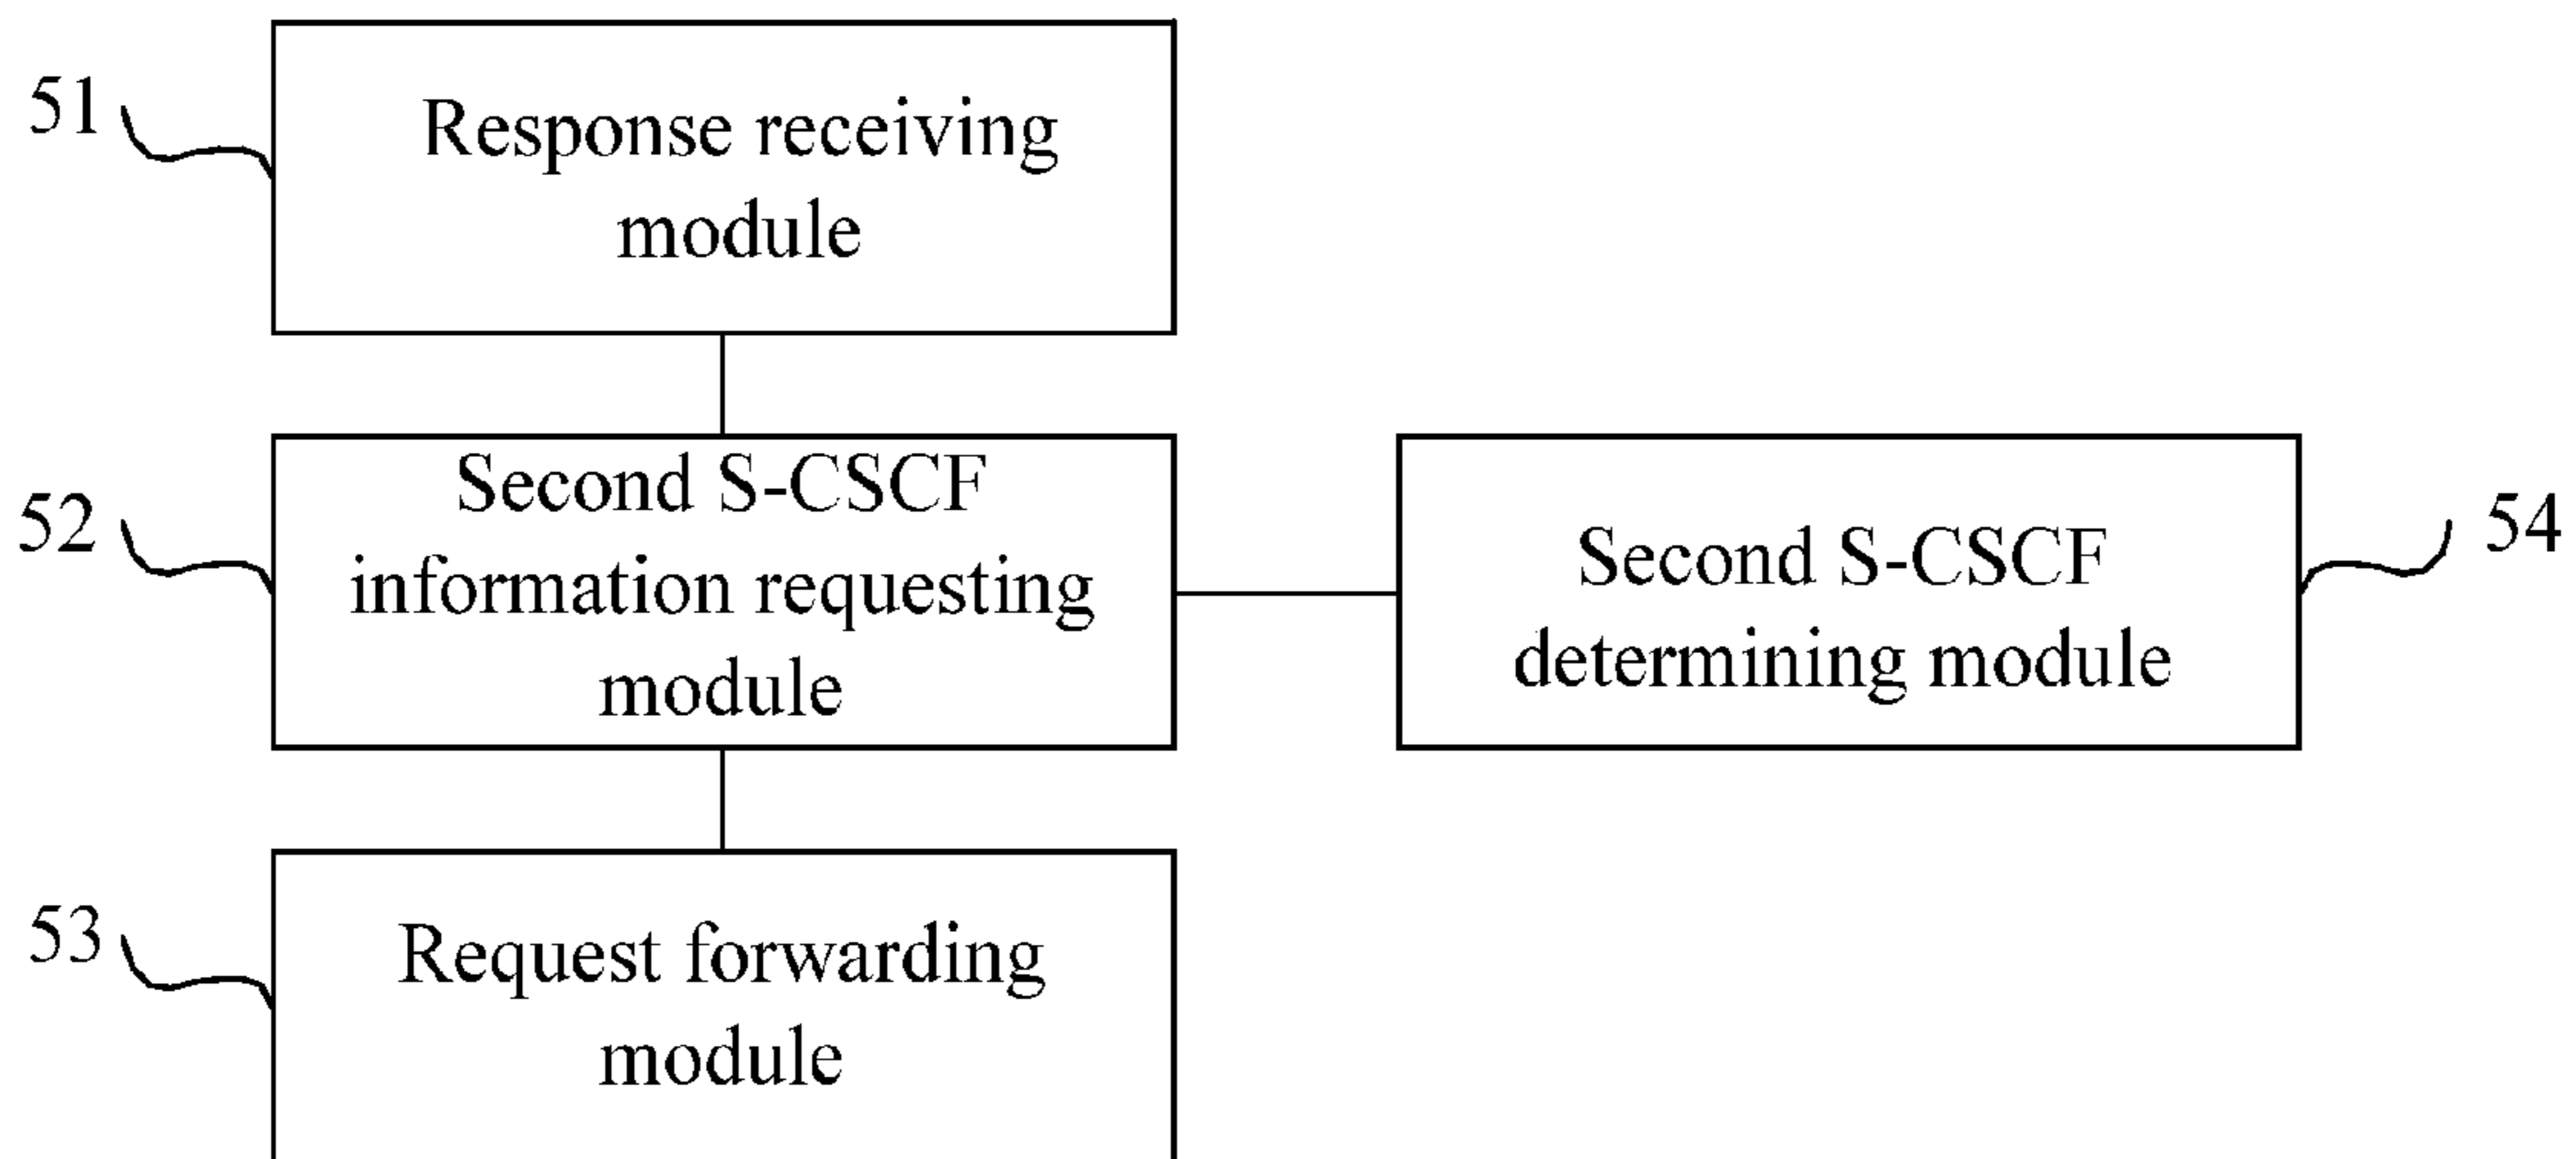 51
Response receiving
module
52
Second S-CSCF
information requesting
module
Second S-CSCF
determining module
54
53
Request forwarding
module